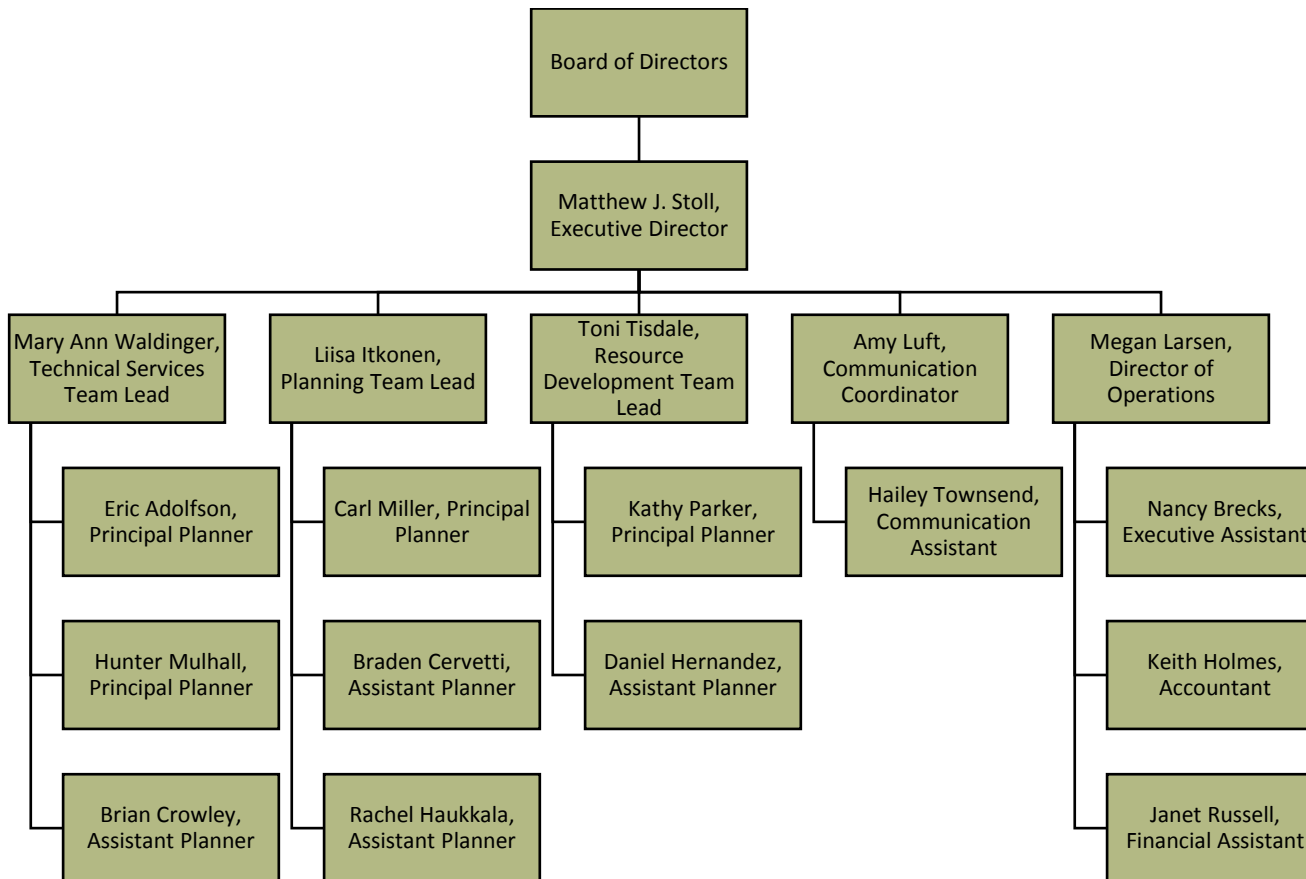 Board of Directors
Matthew J. Stoll,
Executive Director
Mary Ann Waldinger,
Technical Services
Team Lead
Liisa Itkonen,
Planning Team Lead
Toni Tisdale,
Resource
Development Team
Lead
Amy Luft,
Communication
Coordinator
Megan Larsen,
Director of
Operations
Eric Adolfson,
Principal Planner
Carl Miller, Principal
Planner
Kathy Parker,
Principal Planner
Hailey Townsend,
Communication
Assistant
Nancy Brecks,
Executive Assistant
Hunter Mulhall,
Principal Planner
Braden Cervetti,
Assistant Planner
Daniel Hernandez,
Assistant Planner
Keith Holmes,
Accountant
Brian Crowley,
Assistant Planner
Rachel Haukkala,
Assistant Planner
Janet Russell,
Financial Assistant